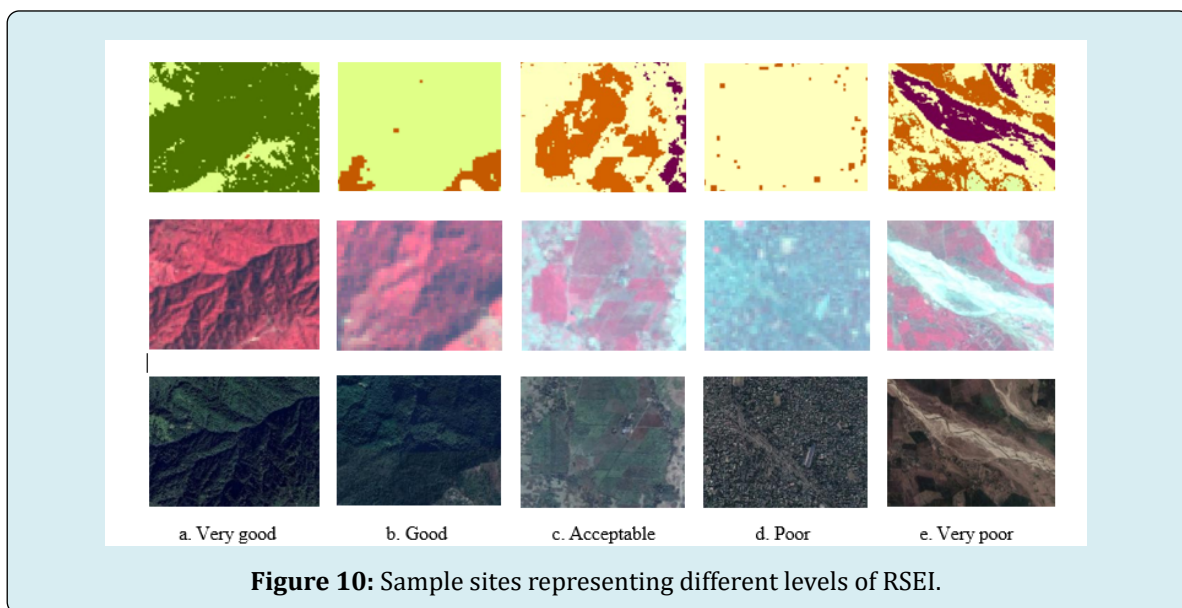 a. Very good b. Good c. Acceptable d. Poor e. Very poor
Figure 10: Sample sites representing different levels of RSEI.